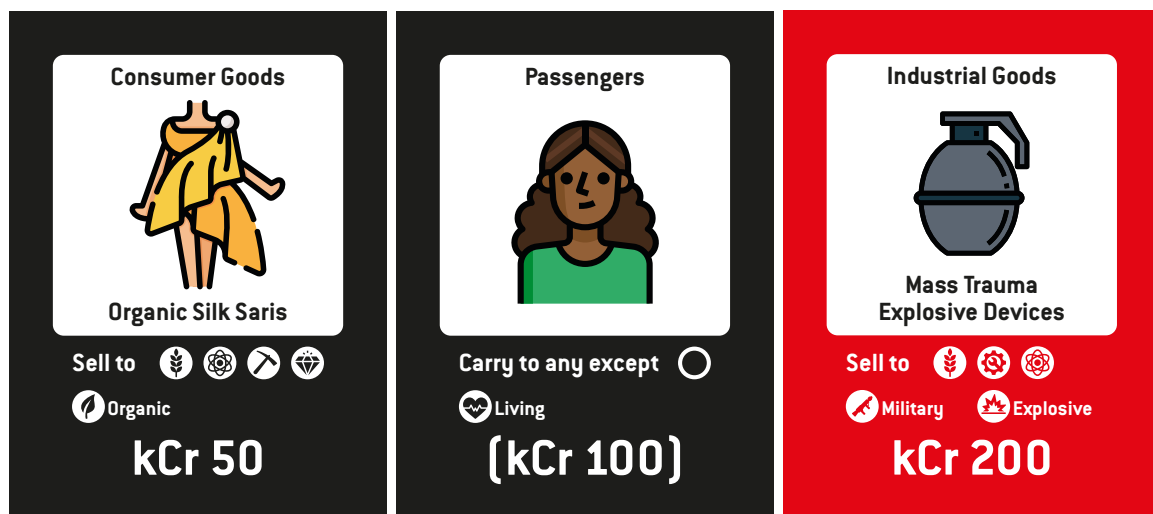 Consumer Goods
Organic Silk Saris
Sell to
Organic
kCr 50
Passengers
Carry to any except
Living
(kCr 100)
Industrial Goods
Mass Trauma
Explosive Devices
Sell to
Military
Explosive
kCr 200